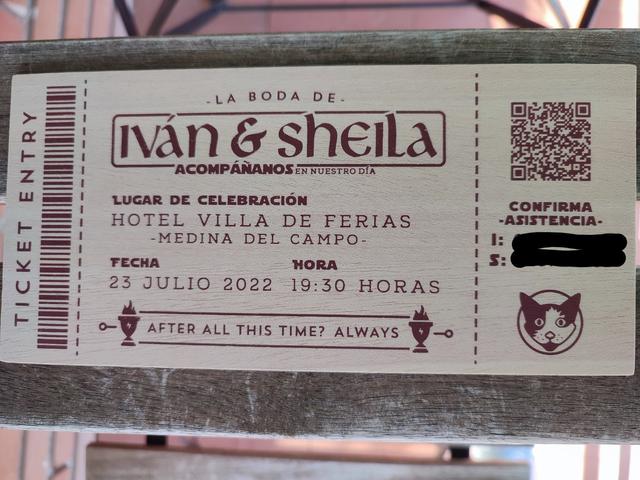 TICKET ENTRY
-LA BODA DE-
Iván & Sheila
ACOMPÁÑANOS EN NUESTRO DÍA
LUGAR DE CELEBRACIÓN
HOTEL VILLA DE FERIAS
-MEDINA DEL CAMPO-
FECHA HORA
23 JULIO 2022 19:30 HORAS
AFTER ALL THIS TIME? ALWAYS
CONFIRMA
-ASISTENCIA-
I:
S: